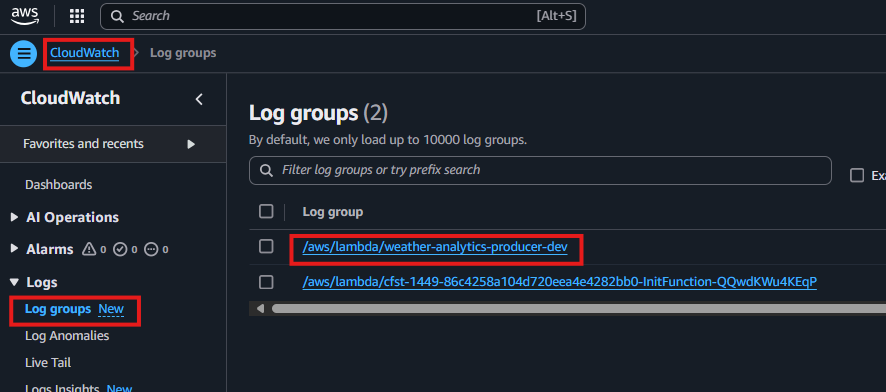 aws
Search [Alt+S]
CloudWatch > Log groups
CloudWatch
Favorites and recents
Dashboards
AI Operations
Alarms 0 0 0
Logs
Log groups New
Log Anomalies
Live Tail
Logs Insights New
Log groups (2)
By default, we only load up to 10000 log groups.
Filter log groups or try prefix search
Exa
Log group
/aws/lambda/weather-analytics-producer-dev
/aws/lambda/cfst-1449-86c4258a104d720eea4e4282bb0-InitFunction-QQwdKWu4KEqP